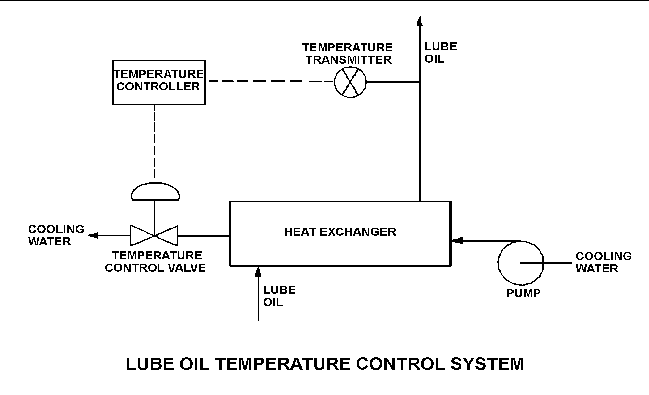 TEMPERATURE
TRANSMITTER
LUBE
OIL
TEMPERATURE
CONTROLLER
COOLING
WATER
TEMPERATURE
CONTROL VALVE
HEAT EXCHANGER
COOLING
WATER
PUMP
LUBE
OIL
LUBE OIL TEMPERATURE CONTROL SYSTEM